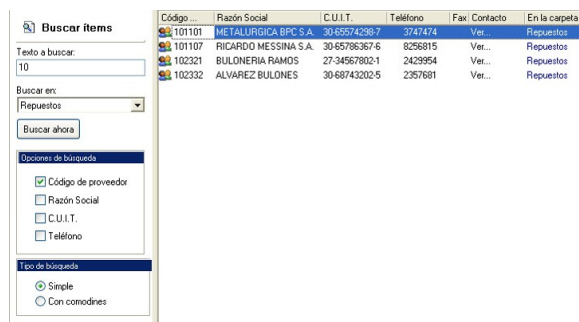 Buscar ítems
Texto a buscar:
10
Buscar en:
Repuestos
Buscar ahora
Opciones de búsqueda
Código de proveedor
Razón Social
C.U.I.T.
Teléfono
Tipo de búsqueda
Simple
Con comodines
Código ... Razón Social C.U.I.T. Teléfono Fax Contacto En la carpeta
101101 METALURGICA BPC S.A. 30-65574298-7 3747474 Ver... Repuestos
101107 RICARDO MESSINA S.A. 30-65786367-6 8256815 Ver... Repuestos
102321 BULONERIA RAMOS 27-34567802-1 2429954 Ver... Repuestos
102332 ALVAREZ BULONES 30-68743202-5 2357681 Ver... Repuestos